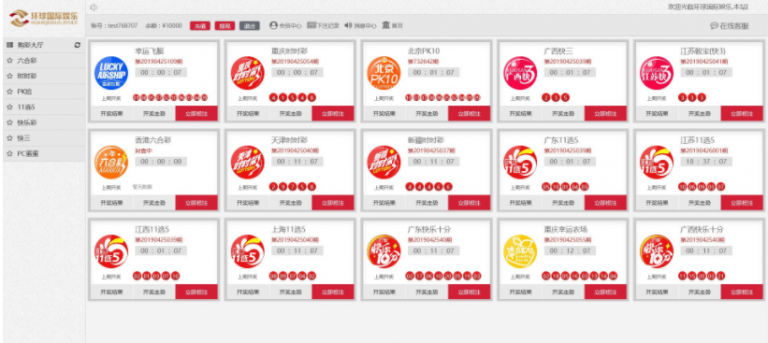 环球国际娱乐
欢迎光临环球国际娱乐,本站
账号：test768707 余额：¥10000 充值 提现 退出 会员中心 下注记录 消息中心 首页
在线客服
购彩大厅
六合彩
时时彩
PK拾
11选5
快乐彩
快三
PC蛋蛋
幸运飞艇
第20190425109期
00 : 00 : 07
上期开奖
开奖结果 开奖走势 立即投注
重庆时时彩
第20190425054期
00 : 01 : 07
上期开奖
开奖结果 开奖走势 立即投注
北京PK10
第732642期
00 : 01 : 07
上期开奖
开奖结果 开奖走势 立即投注
广西快三
第20190425039期
00 : 01 : 07
上期开奖 2 3 5
开奖结果 开奖走势 立即投注
江苏骰宝(快3)
第20190425041期
00 : 01 : 07
上期开奖
开奖结果 开奖走势 立即投注
香港六合彩
封盘中
00 : 00 : 00
上期开奖 暂无数据
开奖结果 开奖走势 立即投注
天津时时彩
第20190425040期
00 : 11 : 07
上期开奖
开奖结果 开奖走势 立即投注
新疆时时彩
第20190425037期
00 : 11 : 07
上期开奖
开奖结果 开奖走势 立即投注
广东11选5
第20190425039期
00 : 01 : 07
上期开奖
开奖结果 开奖走势 立即投注
江苏11选5
第20190426001期
10 : 37 : 07
上期开奖
开奖结果 开奖走势 立即投注
江西11选5
第20190425039期
00 : 01 : 07
上期开奖
开奖结果 开奖走势 立即投注
上海11选5
第20190425040期
00 : 11 : 07
上期开奖
开奖结果 开奖走势 立即投注
广东快乐十分
第2019042540期
00 : 11 : 07
上期开奖
开奖结果 开奖走势 立即投注
重庆幸运农场
第20190425055期
00 : 12 : 07
上期开奖
开奖结果 开奖走势 立即投注
广西快乐十分
第2019042540期
00 : 11 : 07
上期开奖
开奖结果 开奖走势 立即投注